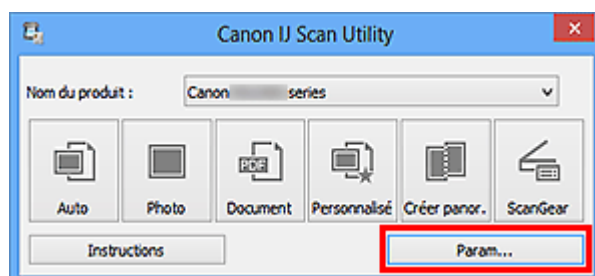 Canon IJ Scan Utility
Nom du produit : Canon series
PDF
Auto Photo Document Personnalisé Créer panor. ScanGear
Instructions Param...